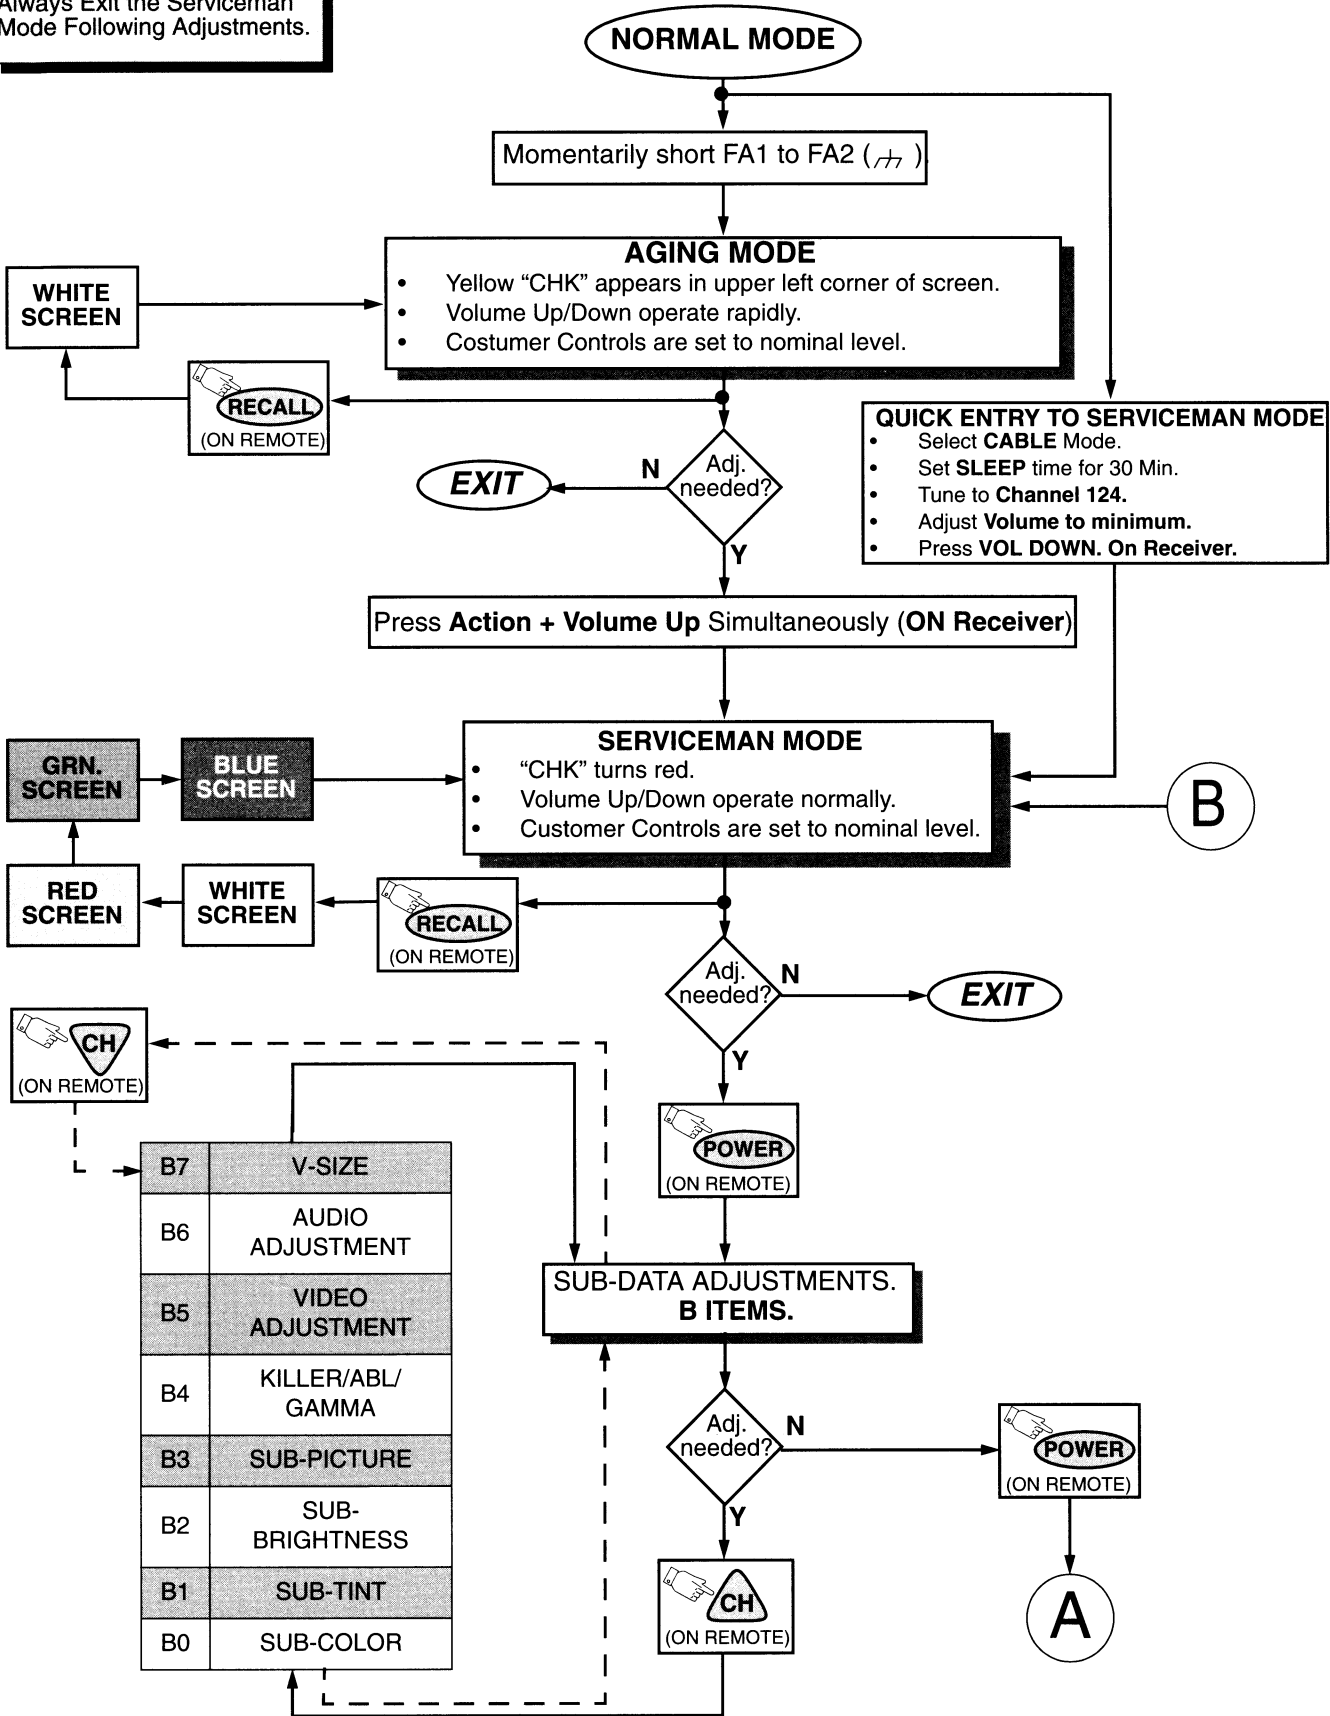 Always Exit the Serviceman
Mode Following Adjustments.
NORMAL MODE
Momentarily short FA1 to FA2 ( )
AGING MODE
• Yellow “CHK” appears in upper left corner of screen.
• Volume Up/Down operate rapidly.
• Costumer Controls are set to nominal level.
WHITE
SCREEN
RECALL
(ON REMOTE)
QUICK ENTRY TO SERVICEMAN MODE
• Select CABLE Mode.
• Set SLEEP time for 30 Min.
• Tune to Channel 124.
• Adjust Volume to minimum.
• Press VOL DOWN. On Receiver.
EXIT
N
Adj.
needed?
Y
Press Action + Volume Up Simultaneously (ON Receiver)
SERVICEMAN MODE
• “CHK” turns red.
• Volume Up/Down operate normally.
• Customer Controls are set to nominal level.
GRN.
SCREEN
BLUE
SCREEN
B
RED
SCREEN
WHITE
SCREEN
RECALL
(ON REMOTE)
Adj.
needed?
N
EXIT
Y
CH
(ON REMOTE)
POWER
(ON REMOTE)
B7 V-SIZE
B6 AUDIO
ADJUSTMENT
B5 VIDEO
ADJUSTMENT
B4 KILLER/ABL/
GAMMA
B3 SUB-PICTURE
B2 SUB-
BRIGHTNESS
B1 SUB-TINT
B0 SUB-COLOR
SUB-DATA ADJUSTMENTS.
B ITEMS.
Adj.
needed?
N
Y
POWER
(ON REMOTE)
CH
(ON REMOTE)
A